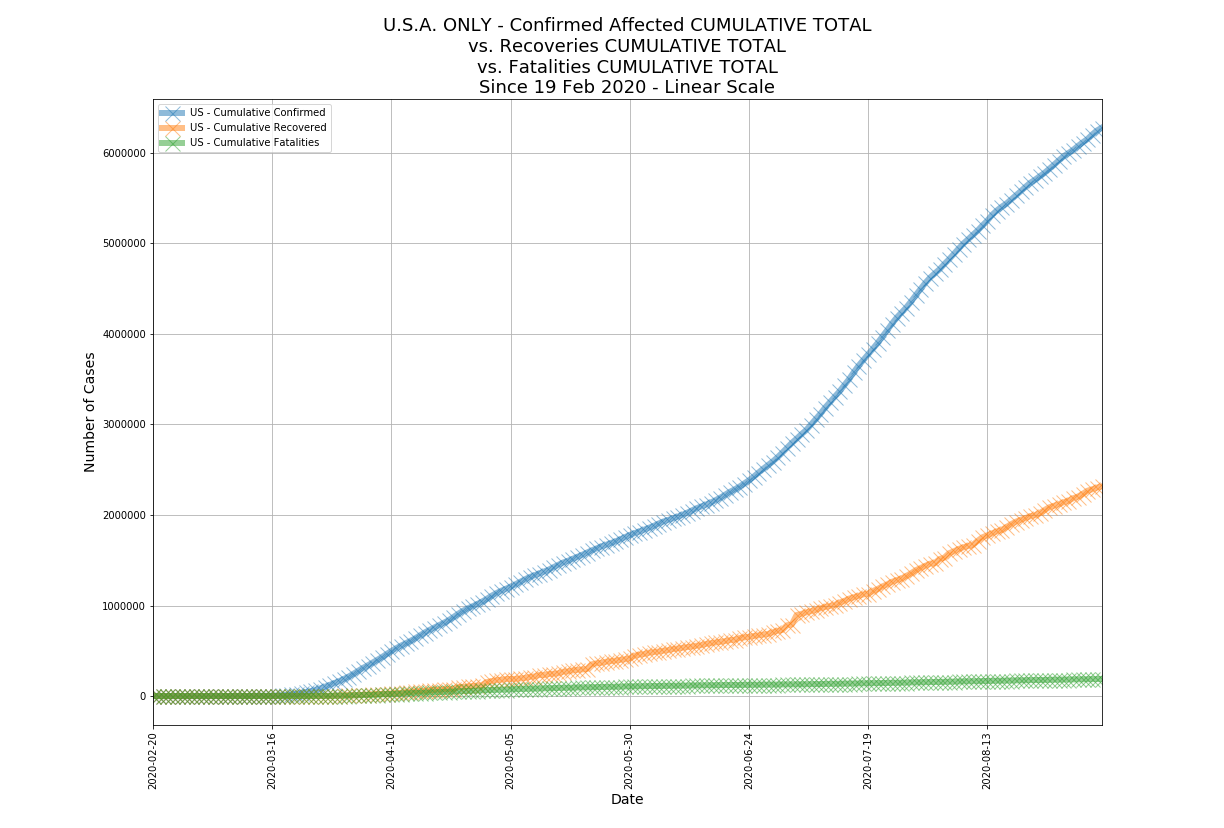 U.S.A. ONLY - Confirmed Affected CUMULATIVE TOTAL
vs. Recoveries CUMULATIVE TOTAL
vs. Fatalities CUMULATIVE TOTAL
Since 19 Feb 2020 - Linear Scale
US - Cumulative Confirmed
US - Cumulative Recovered
US - Cumulative Fatalities
6000000
5000000
4000000
3000000
2000000
1000000
0
Number of Cases
2020-02-20
2020-03-16
2020-04-10
2020-05-05
2020-05-30
2020-06-24
2020-07-19
2020-08-13
Date